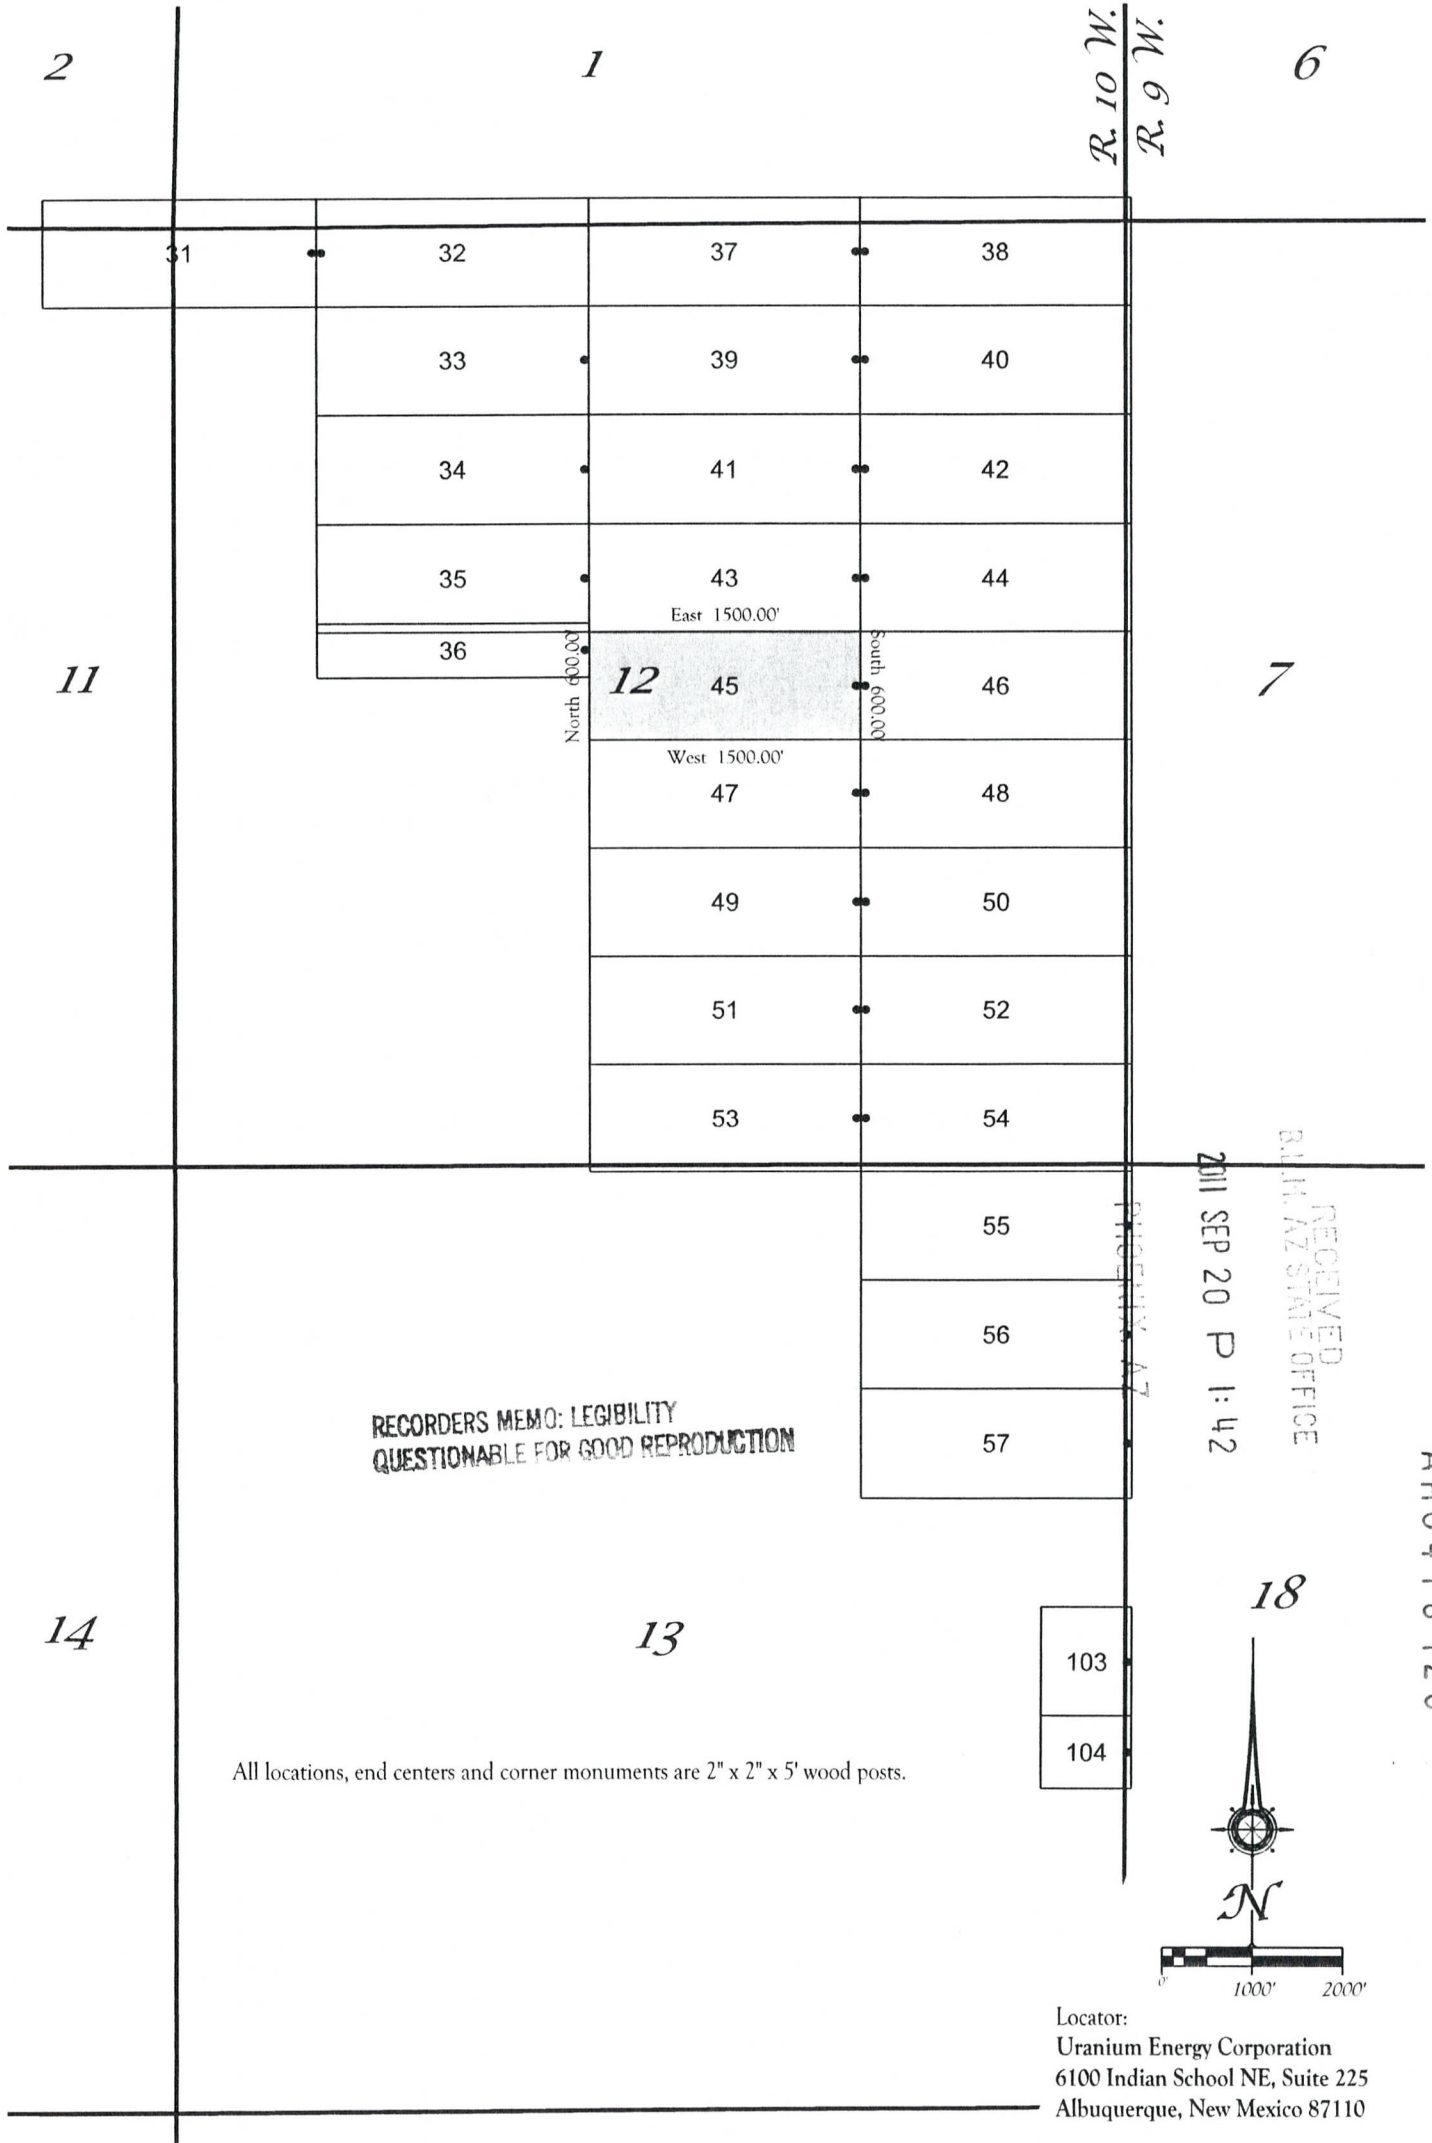 2 1 R. 10 W. R. 9 W. 6
31 32 37 38
33 39 40
34 41 42
35 43 44
East 1500.00'
11 36 North 600.00' 12 45 South 600.00' 46 7
West 1500.00'
47 48
49 50
51 52
53 54
55
56
57
RECEIVED
B.L.M. AZ STATE OFFICE
2011 SEP 20 P 1:42
PHOENIX, AZ
RECORDERS MEMO: LEGIBILITY
QUESTIONABLE FOR GOOD REPRODUCTION
14 13 18
103
104
All locations, end centers and corner monuments are 2" x 2" x 5' wood posts.
N
0' 1000' 2000'
Locator:
Uranium Energy Corporation
6100 Indian School NE, Suite 225
Albuquerque, New Mexico 87110